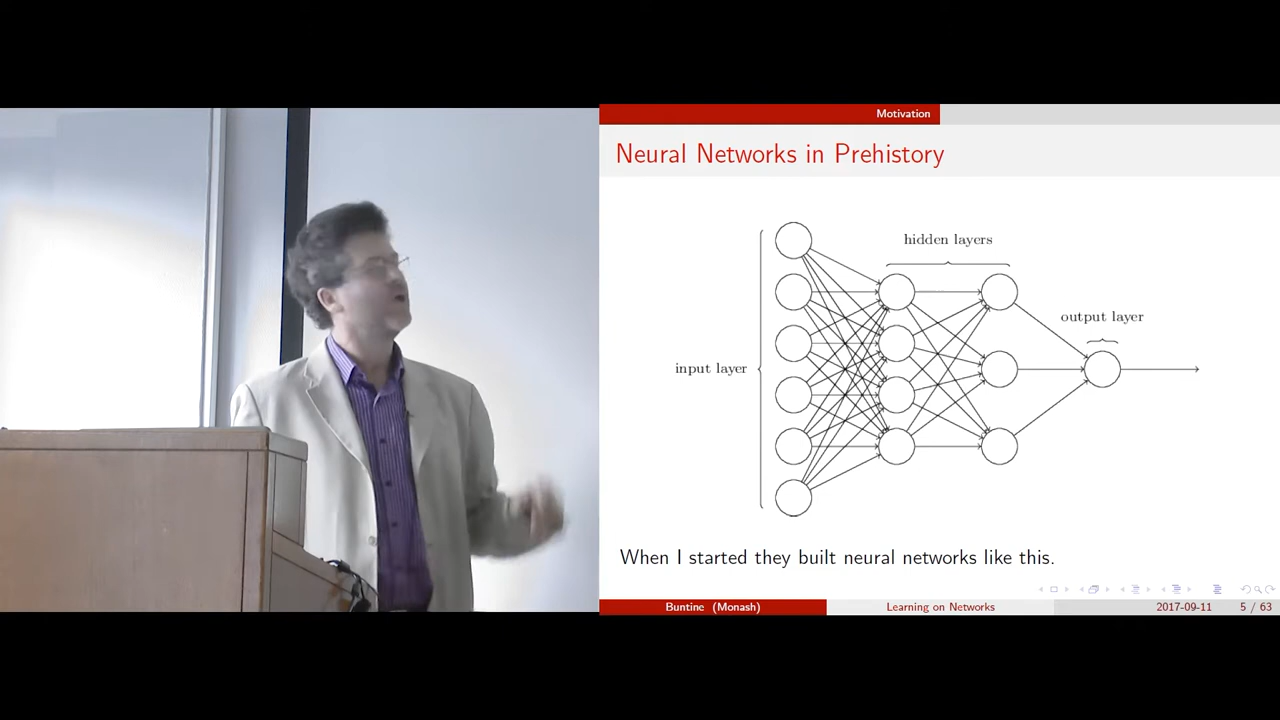 Motivation
Neural Networks in Prehistory
hidden layers
output layer
input layer
When I started they built neural networks like this.
Buntine (Monash)
Learning on Networks
2017-09-11
5 / 63